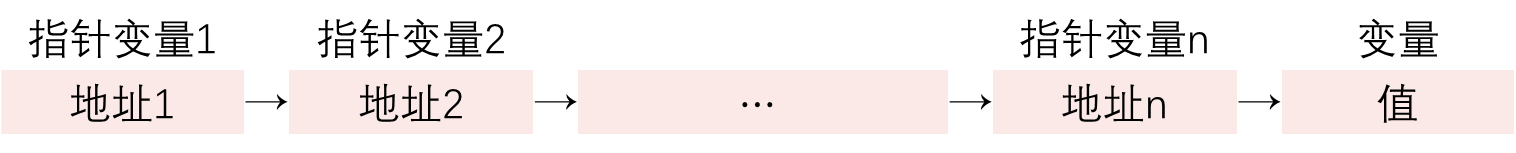 指针变量1 指针变量2 指针变量n 变量
地址1 → 地址2 → … → 地址n → 值